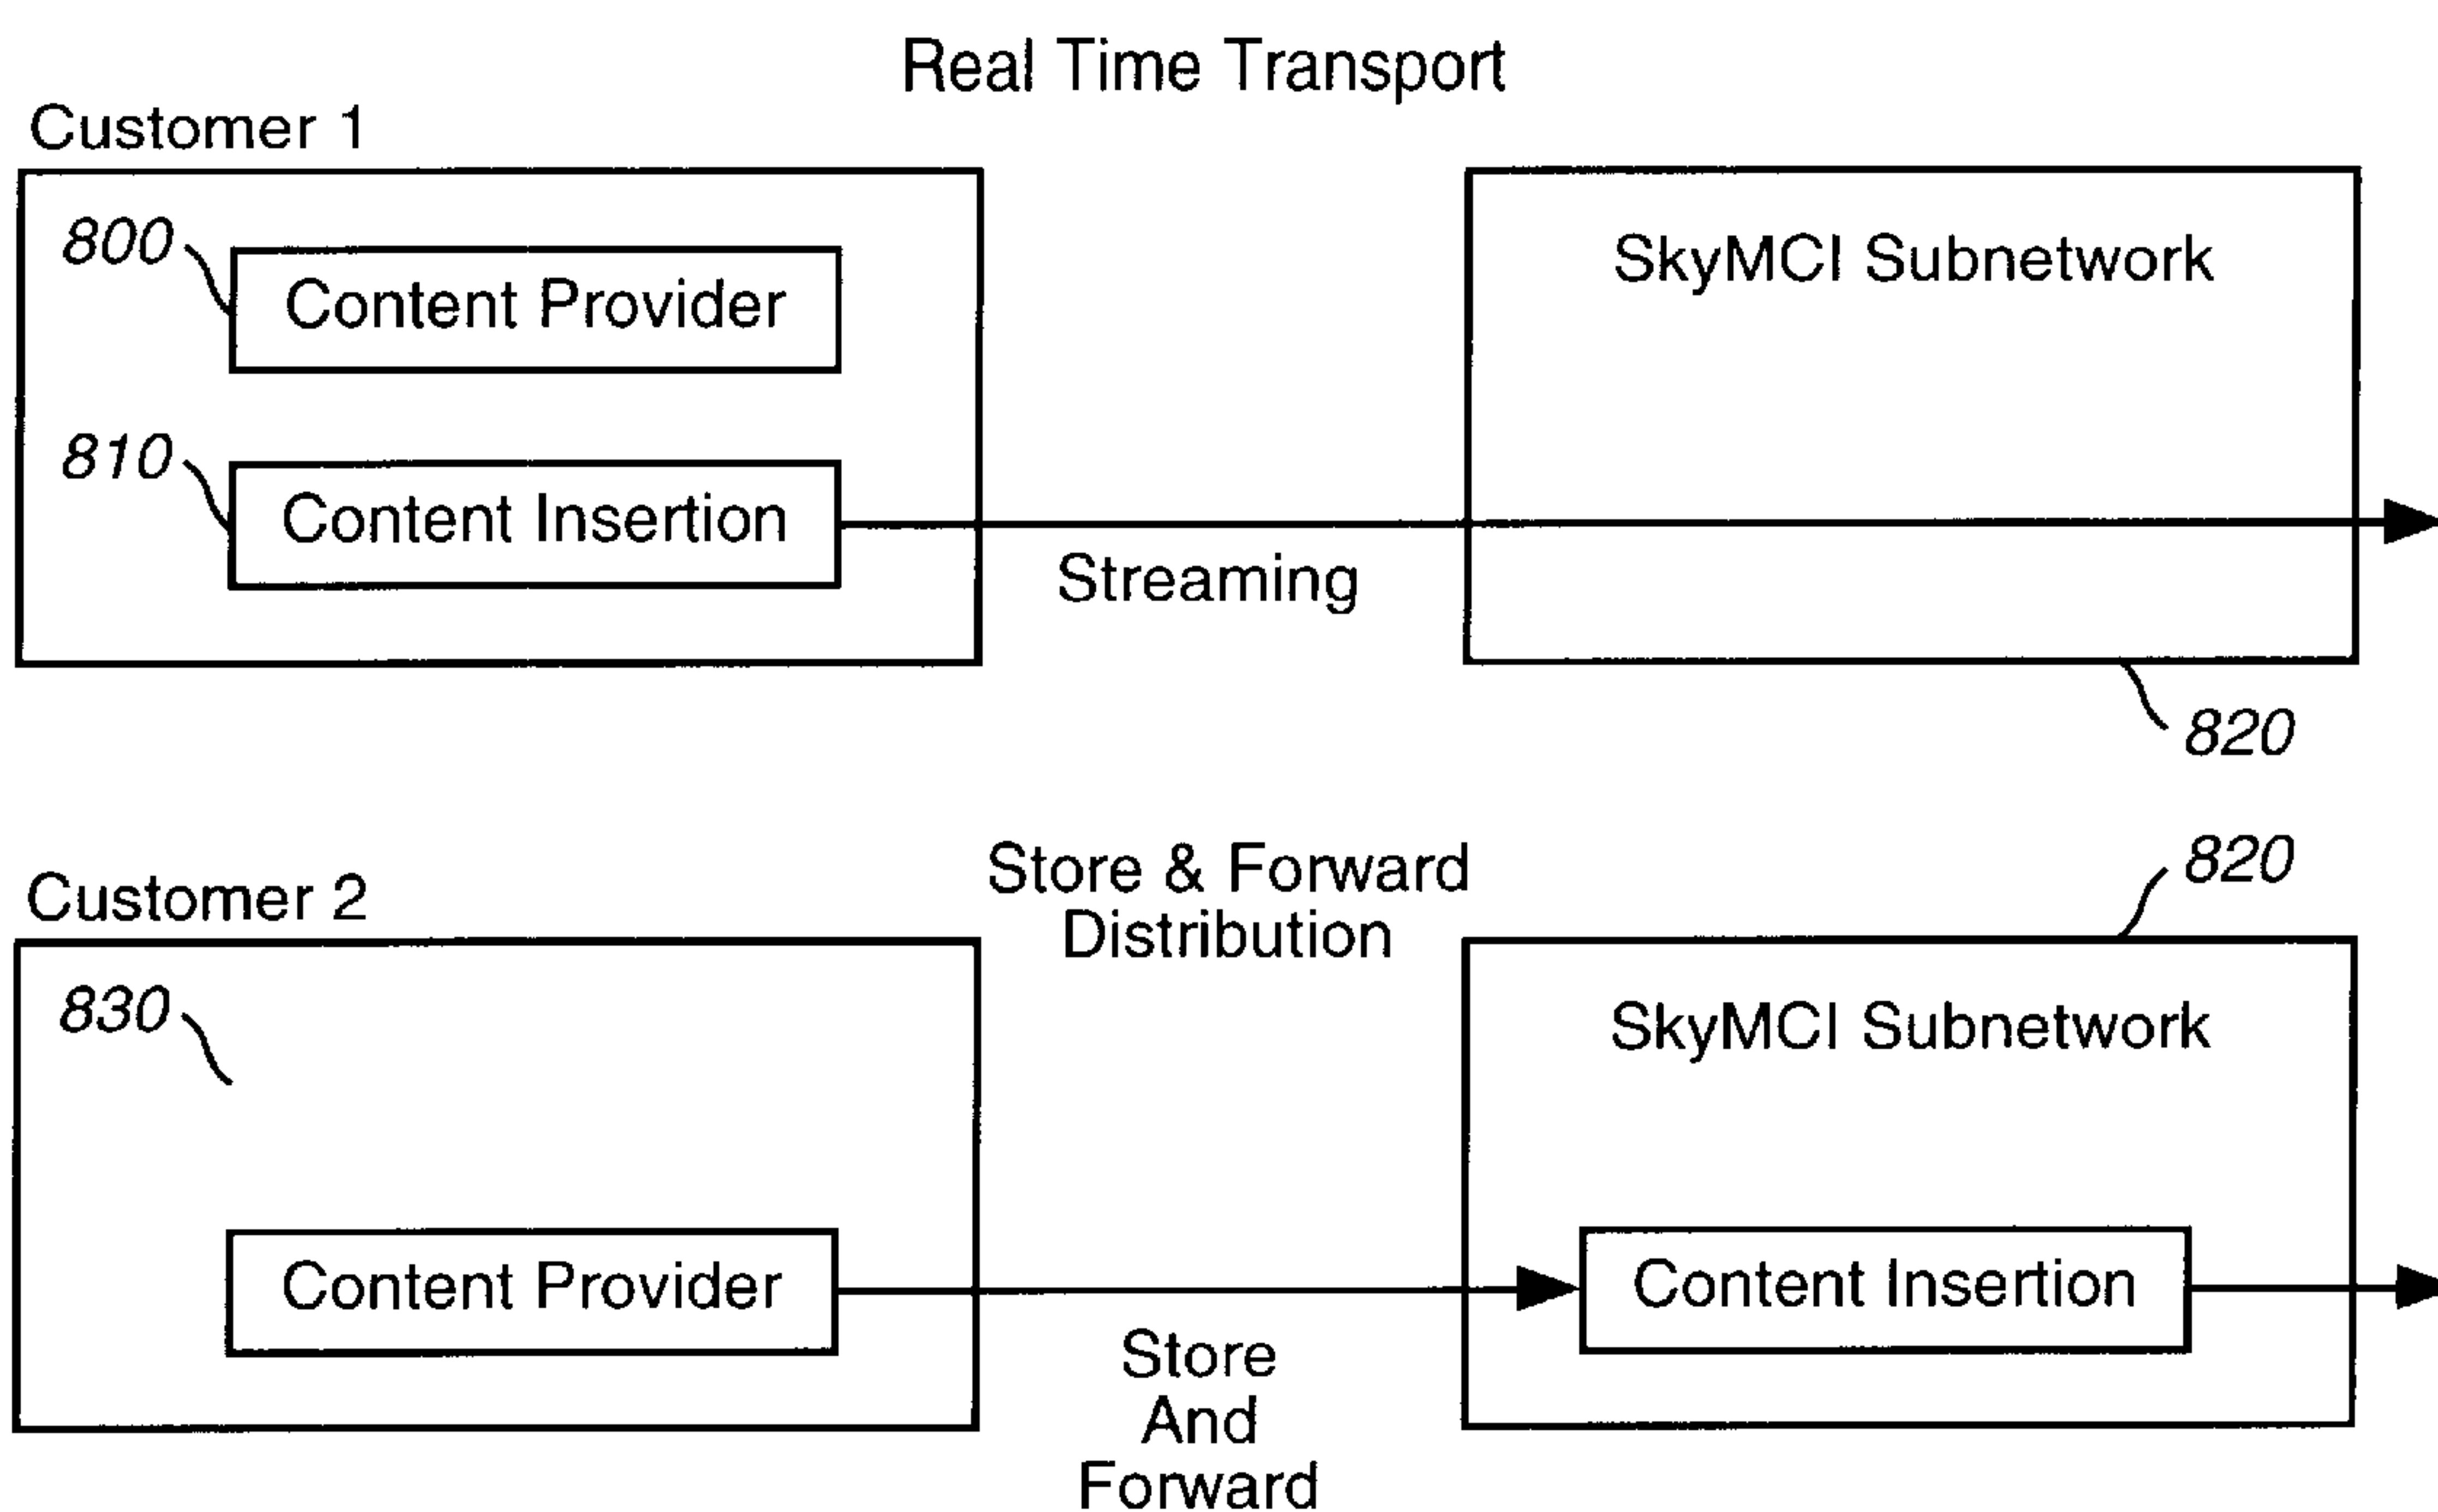 Real Time Transport
Customer 1
800
Content Provider
SkyMCI Subnetwork
810
Content Insertion
Streaming
820
Store & Forward
Distribution
820
Customer 2
830
SkyMCI Subnetwork
Content Provider
Content Insertion
Store
And
Forward